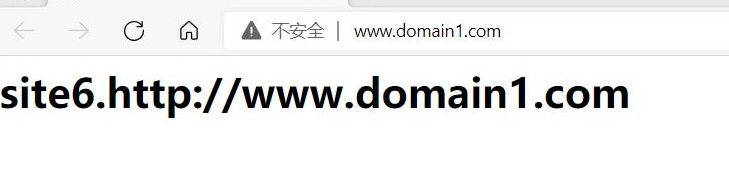 不安全 | www.domain1.com
site6.http://www.domain1.com